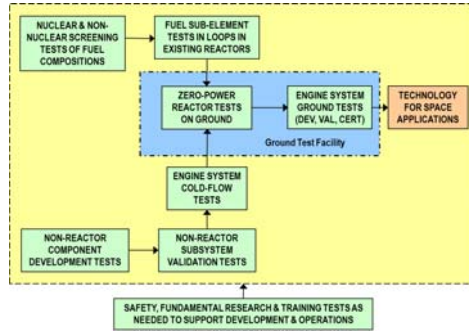 NUCLEAR & NON-
NUCLEAR SCREENING
TESTS OF FUEL
COMPOSITIONS
FUEL SUB-ELEMENT
TESTS IN LOOPS IN
EXISTING REACTORS
ZERO-POWER
REACTOR TESTS
ON GROUND
ENGINE SYSTEM
GROUND TESTS
(DEV, VAL, CERT)
TECHNOLOGY
FOR SPACE
APPLICATIONS
Ground Test Facility
ENGINE SYSTEM
COLD-FLOW
TESTS
NON-REACTOR
COMPONENT
DEVELOPMENT TESTS
NON-REACTOR
SUBSYSTEM
VALIDATION TESTS
SAFETY, FUNDAMENTAL RESEARCH & TRAINING TESTS AS
NEEDED TO SUPPORT DEVELOPMENT & OPERATIONS